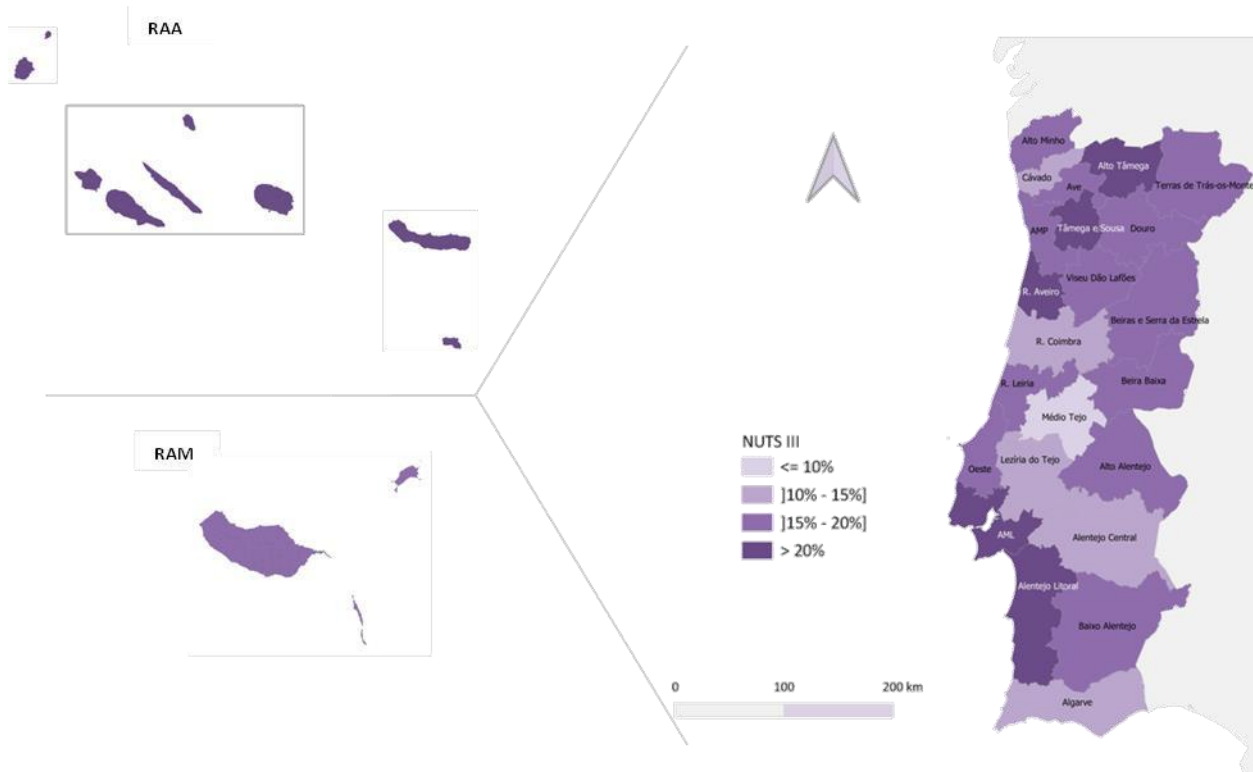 RAA
RAM
NUTS III
<= 10%
]10% - 15%]
]15% - 20%]
> 20%
0 100 200 km
Alto Minho
Alto Tâmega
Cávado
Terras de Trás-os-Monte
Ave
AMP
Tâmega e Sousa
Douro
Viseu Dão Lafões
R. Aveiro
Beiras e Serra da Estrela
R. Coimbra
R. Leiria
Beira Baixa
Médio Tejo
Lezíria do Tejo
Oeste
Alto Alentejo
AML
Alentejo Central
Alentejo Litoral
Baixo Alentejo
Algarve